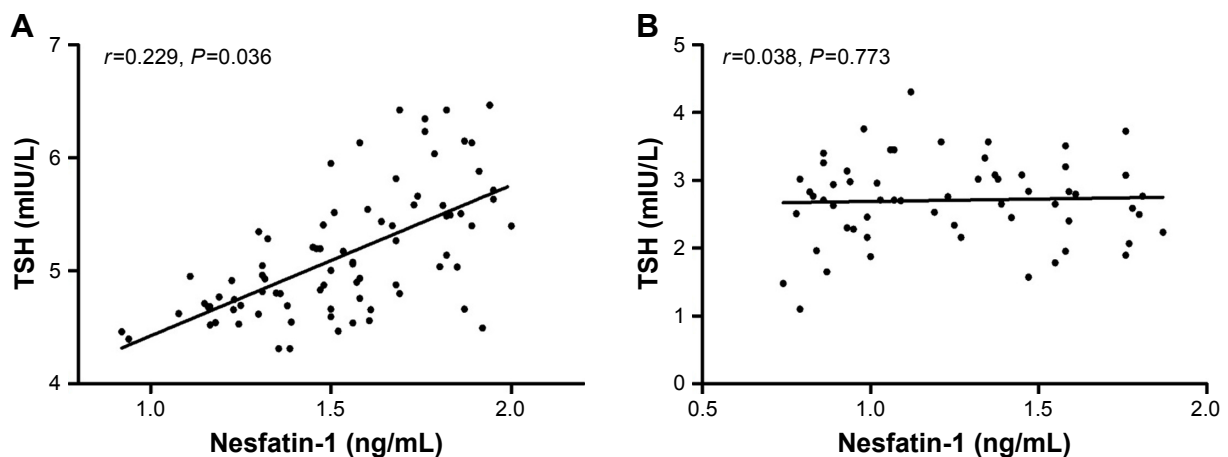 A
r=0.229, P=0.036
7
6
5
4
TSH (mIU/L)
1.0
1.5
2.0
Nesfatin-1 (ng/mL)
B
r=0.038, P=0.773
5
4
3
2
1
0
TSH (mIU/L)
0.5
1.0
1.5
2.0
Nesfatin-1 (ng/mL)